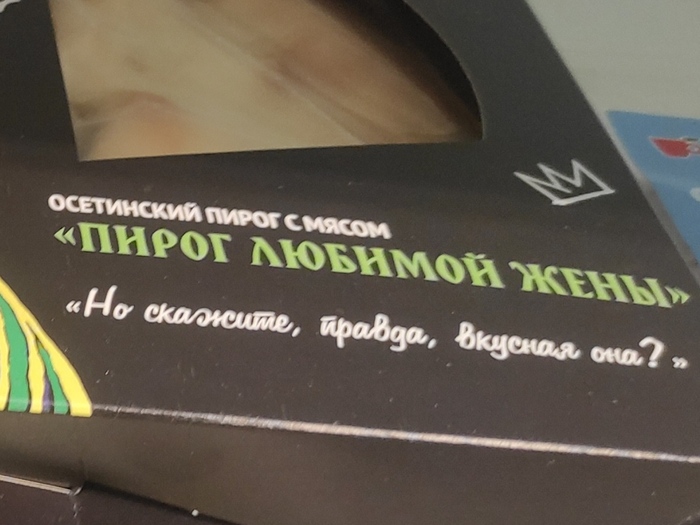 ОСЕТИНСКИЙ ПИРОГ С МЯСОМ
«ПИРОГ ЛЮБИМОЙ ЖЕНЫ»
«Но скажите, правда, вкусная она?»